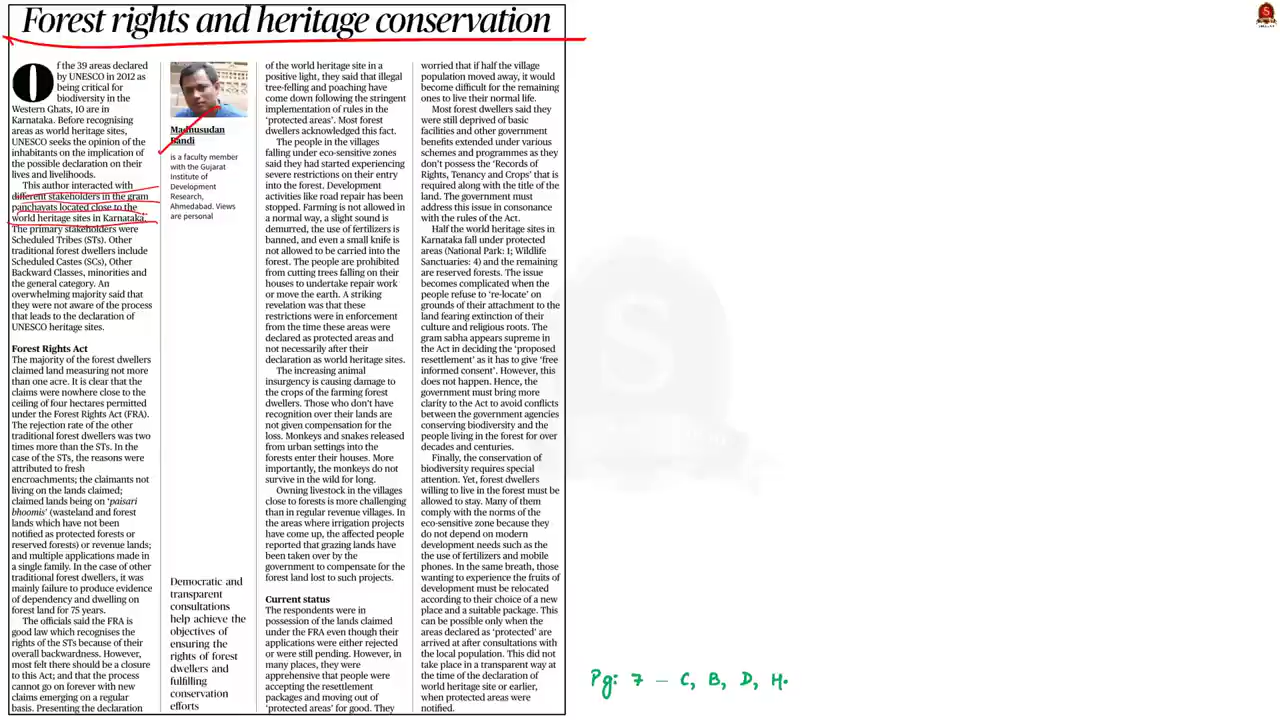 Forest rights and heritage conservation
Of the 39 areas declared
by UNESCO in 2012 as
being critical for
biodiversity in the
Western Ghats, 10 are in
Karnataka. Before recognising
areas as world heritage sites,
UNESCO seeks the opinion of the
inhabitants on the implication of
the possible declaration on their
lives and livelihoods.
This author interacted with
different stakeholders in the gram
panchayats located close to the
world heritage sites in Karnataka.
The primary stakeholders were
Scheduled Tribes (STs). Other
traditional forest dwellers include
Scheduled Castes (SCs), Other
Backward Classes, minorities and
the general category. An
overwhelming majority said that
they were not aware of the process
that leads to the declaration of
UNESCO heritage sites.
Forest Rights Act
The majority of the forest dwellers
claimed land measuring not more
than one acre. It is clear that the
claims were nowhere close to the
ceiling of four hectares permitted
under the Forest Rights Act (FRA).
The rejection rate of the other
traditional forest dwellers was two
times more than the STs. In the
case of the STs, the reasons were
attributed to fresh
encroachments; the claimants not
living on the lands claimed;
claimed lands being on 'paisari
bhoomis' (wasteland and forest
lands which have not been
notified as protected forests or
reserved forests) or revenue lands;
and multiple applications made in
a single family. In the case of other
traditional forest dwellers, it was
mainly failure to produce evidence
of dependency and dwelling on
forest land for 75 years.
The officials said the FRA is
good law which recognises the
rights of the STs because of their
overall backwardness. However,
most felt there should be a closure
to this Act; and that the process
cannot go on forever with new
claims emerging on a regular
basis. Presenting the declaration
Madhusudan
Bandi
is a faculty member
with the Gujarat
Institute of
Development
Research,
Ahmedabad. Views
are personal
Democratic and
transparent
consultations
help achieve the
objectives of
ensuring the
rights of forest
dwellers and
fulfilling
conservation
efforts
of the world heritage site in a
positive light, they said that illegal
tree-felling and poaching have
come down following the stringent
implementation of rules in the
'protected areas'. Most forest
dwellers acknowledged this fact.
The people in the villages
falling under eco-sensitive zones
said they had started experiencing
severe restrictions on their entry
into the forest. Development
activities like road repair has been
stopped. Farming is not allowed in
a normal way, a slight sound is
demurred, the use of fertilizers is
banned, and even a small knife is
not allowed to be carried into the
forest. The people are prohibited
from cutting trees falling on their
houses to undertake repair work
or move the earth. A striking
revelation was that these
restrictions were in enforcement
from the time these areas were
declared as protected areas and
not necessarily after their
declaration as world heritage sites.
The increasing animal
insurgency is causing damage to
the crops of the farming forest
dwellers. Those who don't have
recognition over their lands are
not given compensation for the
loss. Monkeys and snakes released
from urban settings into the
forests enter their houses. More
importantly, the monkeys do not
survive in the wild for long.
Owning livestock in the villages
close to forests is more challenging
than in regular revenue villages. In
the areas where irrigation projects
have come up, the affected people
reported that grazing lands have
been taken over by the
government to compensate for the
forest land lost to such projects.
Current status
The respondents were in
possession of the lands claimed
under the FRA even though their
applications were either rejected
or were still pending. However, in
many places, they were
apprehensive that people were
accepting the resettlement
packages and moving out of
'protected areas' for good. They
worried that if half the village
population moved away, it would
become difficult for the remaining
ones to live their normal life.
Most forest dwellers said they
were still deprived of basic
facilities and other government
benefits extended under various
schemes and programmes as they
don't possess the 'Records of
Rights, Tenancy and Crops' that is
required along with the title of the
land. The government must
address this issue in consonance
with the rules of the Act.
Half the world heritage sites in
Karnataka fall under protected
areas (National Park: 1; Wildlife
Sanctuaries: 4) and the remaining
are reserved forests. The issue
becomes complicated when the
people refuse to 're-locate' on
grounds of their attachment to the
land fearing extinction of their
culture and religious roots. The
gram sabha appears supreme in
the Act in deciding the 'proposed
resettlement' as it has to give 'free
informed consent'. However, this
does not happen. Hence, the
government must bring more
clarity to the Act to avoid conflicts
between the government agencies
conserving biodiversity and the
people living in the forest for over
decades and centuries.
Finally, the conservation of
biodiversity requires special
attention. Yet, forest dwellers
willing to live in the forest must be
allowed to stay. Many of them
comply with the norms of the
eco-sensitive zone because they
do not depend on modern
development needs such as the
the use of fertilizers and mobile
phones. In the same breath, those
wanting to experience the fruits of
development must be relocated
according to their choice of a new
place and a suitable package. This
can be possible only when the
areas declared as 'protected' are
arrived at after consultations with
the local population. This did not
take place in a transparent way at
the time of the declaration of
world heritage site or earlier,
when protected areas were
notified.
Pg: 7 – C, B, D, H.